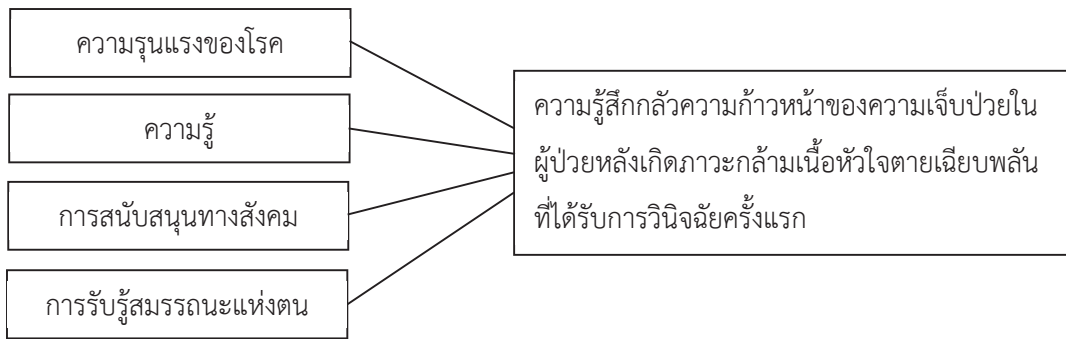 ความรุนแรงของโรค
ความรู้
การสนับสนุนทางสังคม
การรับรู้สมรรถนะแห่งตน
ความรู้สึกกลัวความก้าวหน้าของความเจ็บป่วยใน
ผู้ป่วยหลังเกิดภาวะกล้ามเนื้อหัวใจตายเฉียบพลัน
ที่ได้รับการวินิจฉัยครั้งแรก